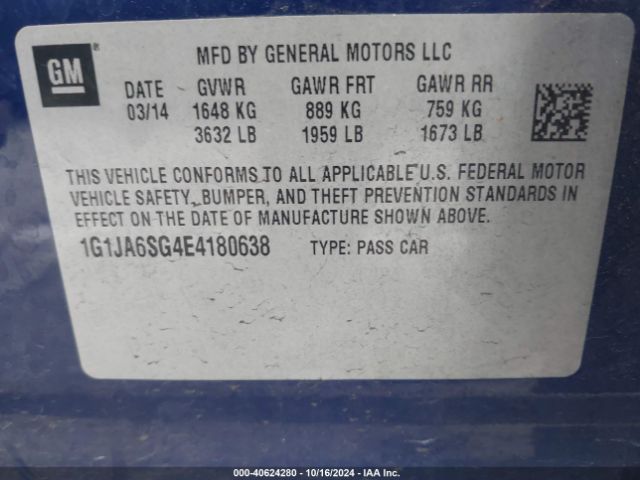 GM ®
MFD BY GENERAL MOTORS LLC
DATE GVWR GAWR FRT GAWR RR
03/14 1648 KG 889 KG 759 KG
3632 LB 1959 LB 1673 LB
THIS VEHICLE CONFORMS TO ALL APPLICABLE U.S. FEDERAL MOTOR
VEHICLE SAFETY, BUMPER, AND THEFT PREVENTION STANDARDS IN
EFFECT ON THE DATE OF MANUFACTURE SHOWN ABOVE.
1G1JA6SG4E4180638 TYPE: PASS CAR
000-40624280 - 10/16/2024 - IAA Inc.